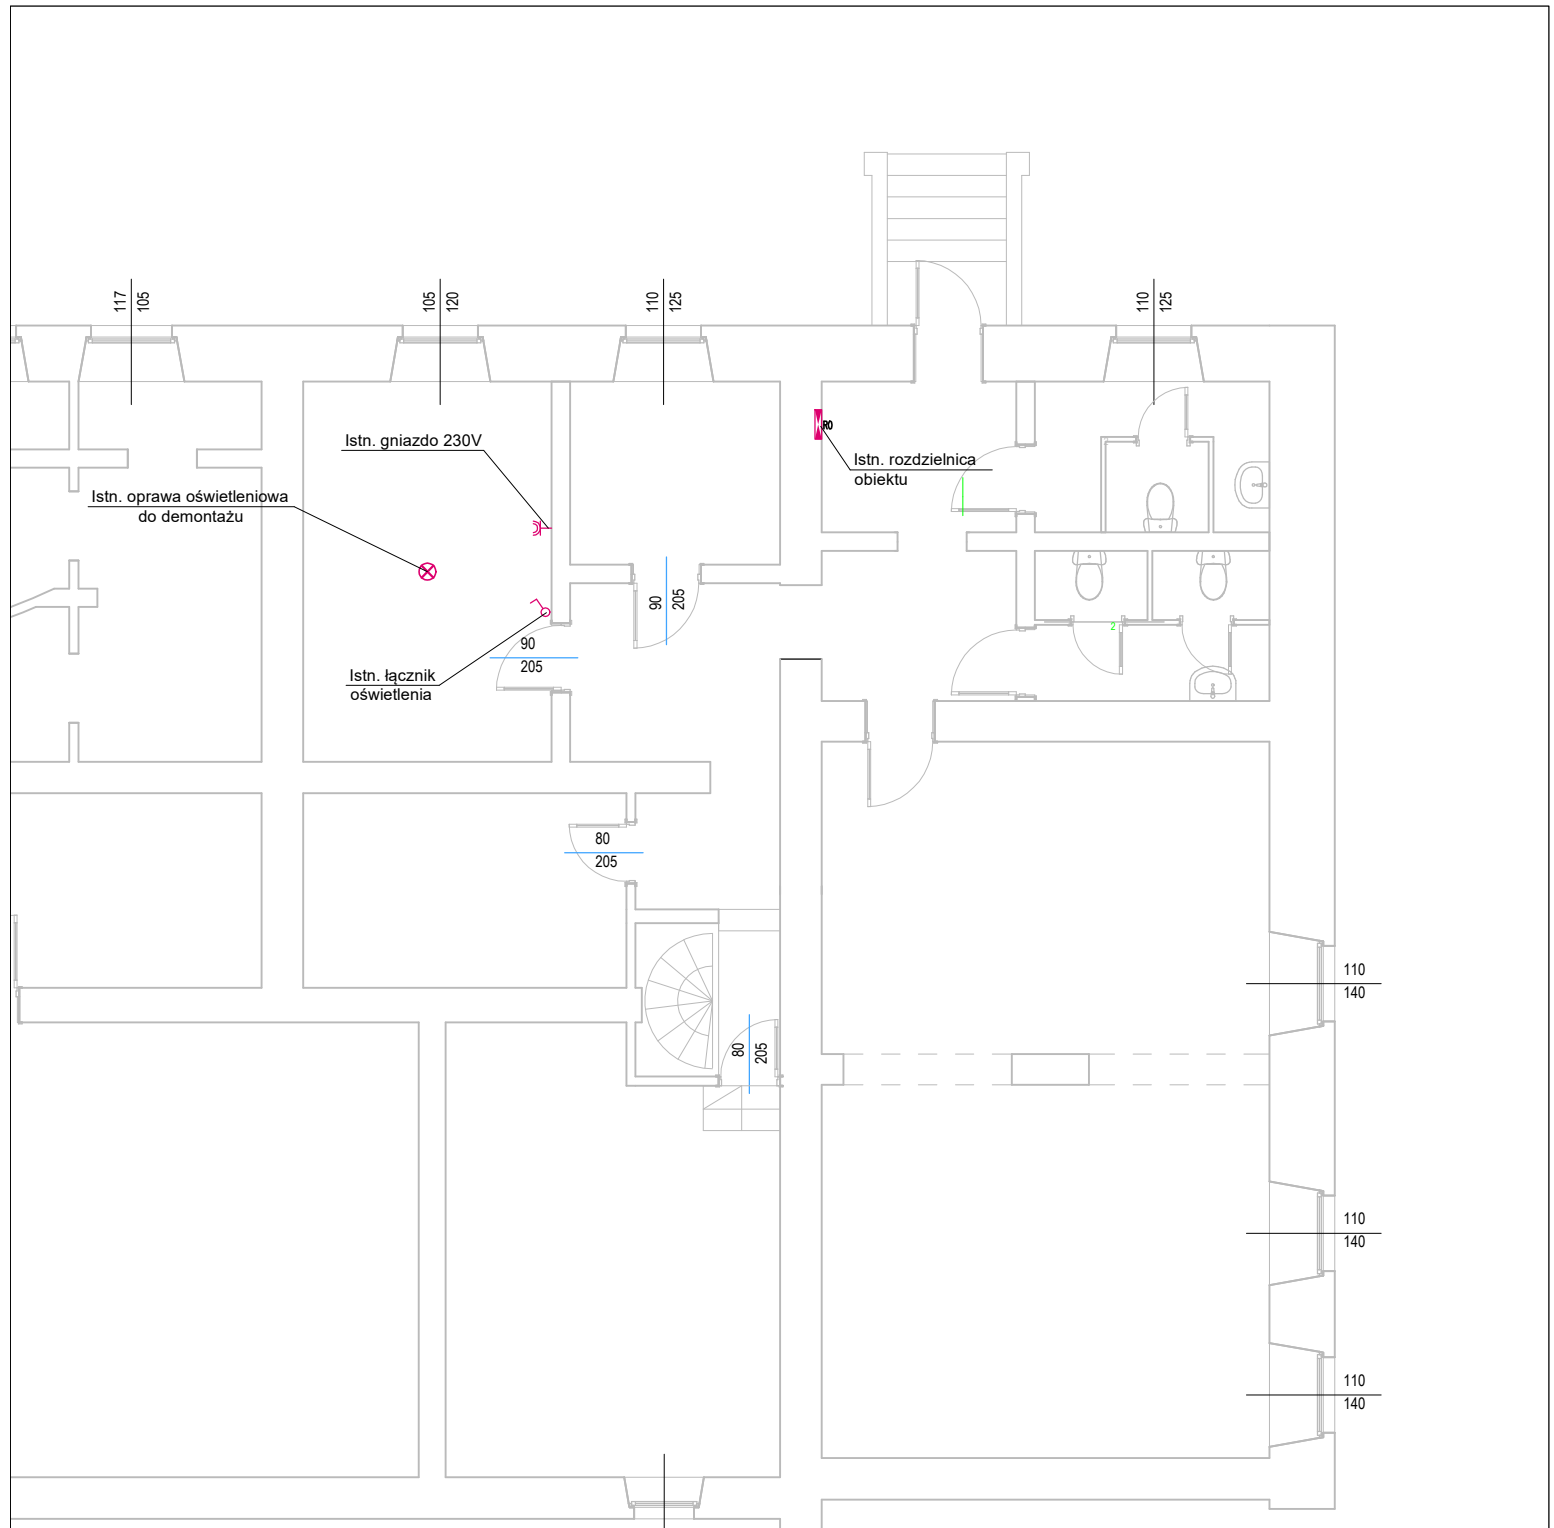 117
105
105
120
110
125
110
125
Istn. gniazdo 230V
R0
Istn. rozdzielnica
obiektu
Istn. oprawa oświetleniowa
do demontażu
90
205
2
90
205
Istn. łącznik
oświetlenia
80
205
110
140
80
205
110
140
110
140